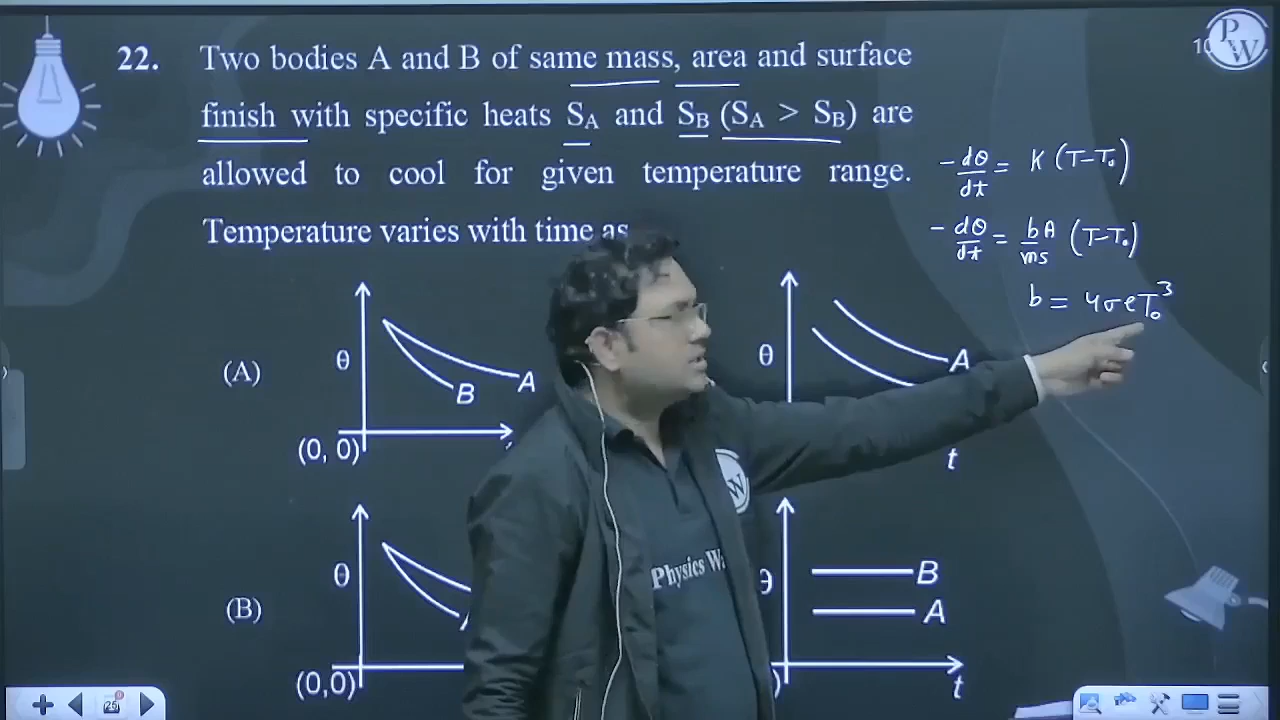 22. Two bodies A and B of same mass, area and surface
finish with specific heats S_A and S_B (S_A > S_B) are
allowed to cool for given temperature range.
Temperature varies with time as
-dθ/dt = K (T-T₀)
-dθ/dt = bA/ms (T-T₀)
b = 4σeT₀³
(A)
θ
B
A
(0, 0)
θ
A
t
(B)
θ
(0,0)
θ
B
A
t
PW
Physics W
W
25